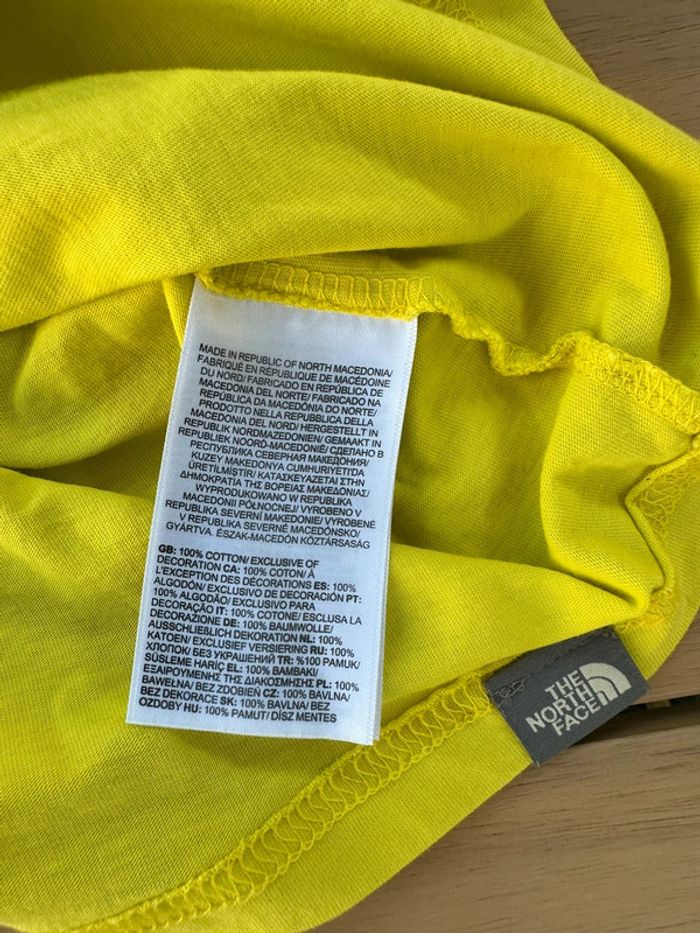 MADE IN REPUBLIC OF NORTH MACEDONIA/
FABRIQUÉ EN RÉPUBLIQUE DE MACÉDOINE
DU NORD/ FABRICADO EN REPÚBLICA DE
MACEDONIA DEL NORTE/ FABRICADO NA
REPÚBLICA DA MACEDÓNIA DO NORTE/
PRODOTTO NELLA REPUBBLICA DELLA
MACEDONIA DEL NORD/ HERGESTELLT IN
REPUBLIK NORDMAZEDONIEN/ GEMAAKT IN
REPUBLIEK NOORD-MACEDONIË/ СДЕЛАНО В
РЕСПУБЛИКА СЕВЕРНАЯ МАКЕДОНИЯ/
KUZEY MAKEDONYA CUMHURIYETI'DA
ÜRETİLMİŞTİR/ ΚΑΤΑΣΚΕΥΑΖΕΤΑΙ ΣΤΗΝ
ΔΗΜΟΚΡΑΤΙΑ ΤΗΣ ΒΟΡΕΙΑΣ ΜΑΚΕΔΟΝΙΑΣ/
WYPRODUKOWANO W REPUBLICE
MACEDONII PÓŁNOCNEJ/ VYROBENO V
REPUBLICE SEVERNÍ MAKEDONIE/ VYROBENÉ
V REPUBLIKA SEVERNÉ MACEDÓNSKO/
GYÁRTVA. ÉSZAK-MACEDÓN KÖZTÁRSASÁG
GB: 100% COTTON/ EXCLUSIVE OF
DECORATION CA: 100% COTON/ À
L'EXCEPTION DES DÉCORATIONS ES: 100%
ALGODÓN/ EXCLUSIVO DE DECORACIÓN PT:
100% ALGODÃO/ EXCLUSIVO PARA
DECORAÇÃO IT: 100% COTONE/ ESCLUSA LA
DECORAZIONE DE: 100% BAUMWOLLE/
AUSSCHLIEßLICH DEKORATION NL: 100%
KATOEN/ EXCLUSIEF VERSIERING RU: 100%
ХЛОПОК/ БЕЗ УКРАШЕНИЙ TR: %100 PAMUK/
SÜSLEME HARİÇ EL: 100% ΒΑΜΒΑΚΙ/
ΕΞΑΙΡΟΥΜΕΝΗΣ ΤΗΣ ΔΙΑΚΟΣΜΗΣΗΣ PL: 100%
BAWEŁNA/ BEZ ZDOBIEŃ CZ: 100% BAVLNA/
BEZ DEKORACE SK: 100% BAVLNA/ BEZ
OZDOBY HU: 100% PAMUT/ DÍSZ MENTES
THE
NORTH
FACE